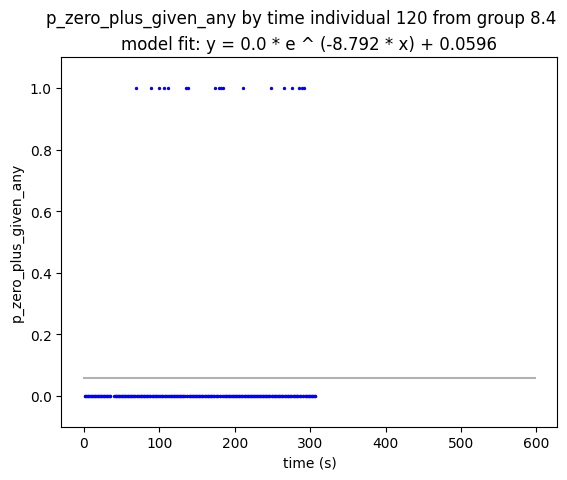 p_zero_plus_given_any by time individual 120 from group 8.4
model fit: y = 0.0 * e ^ (-8.792 * x) + 0.0596
1.0
0.8
0.6
0.4
0.2
0.0
p_zero_plus_given_any
0 100 200 300 400 500 600
time (s)